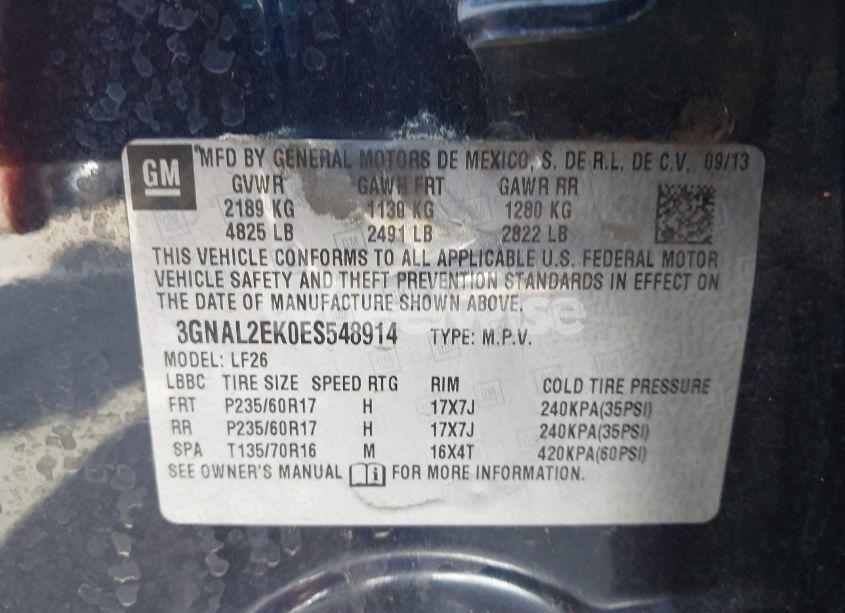 GM MFD BY GENERAL MOTORS DE MEXICO, S. DE R.L. DE C.V. 09/13
GVWR GAWR FRT GAWR RR
2189 KG 1130 KG 1280 KG
4825 LB 2491 LB 2822 LB
THIS VEHICLE CONFORMS TO ALL APPLICABLE U.S. FEDERAL MOTOR
VEHICLE SAFETY AND THEFT PREVENTION STANDARDS IN EFFECT ON
THE DATE OF MANUFACTURE SHOWN ABOVE.
3GNAL2EK0ES548914 TYPE: M.P.V.
MODEL: LF26
LBBC TIRE SIZE SPEED RTG RIM COLD TIRE PRESSURE
FRT P235/60R17 H 17X7J 240KPA(35PSI)
RR P235/60R17 H 17X7J 240KPA(35PSI)
SPA T135/70R16 M 16X4T 420KPA(60PSI)
SEE OWNER'S MANUAL FOR MORE INFORMATION.